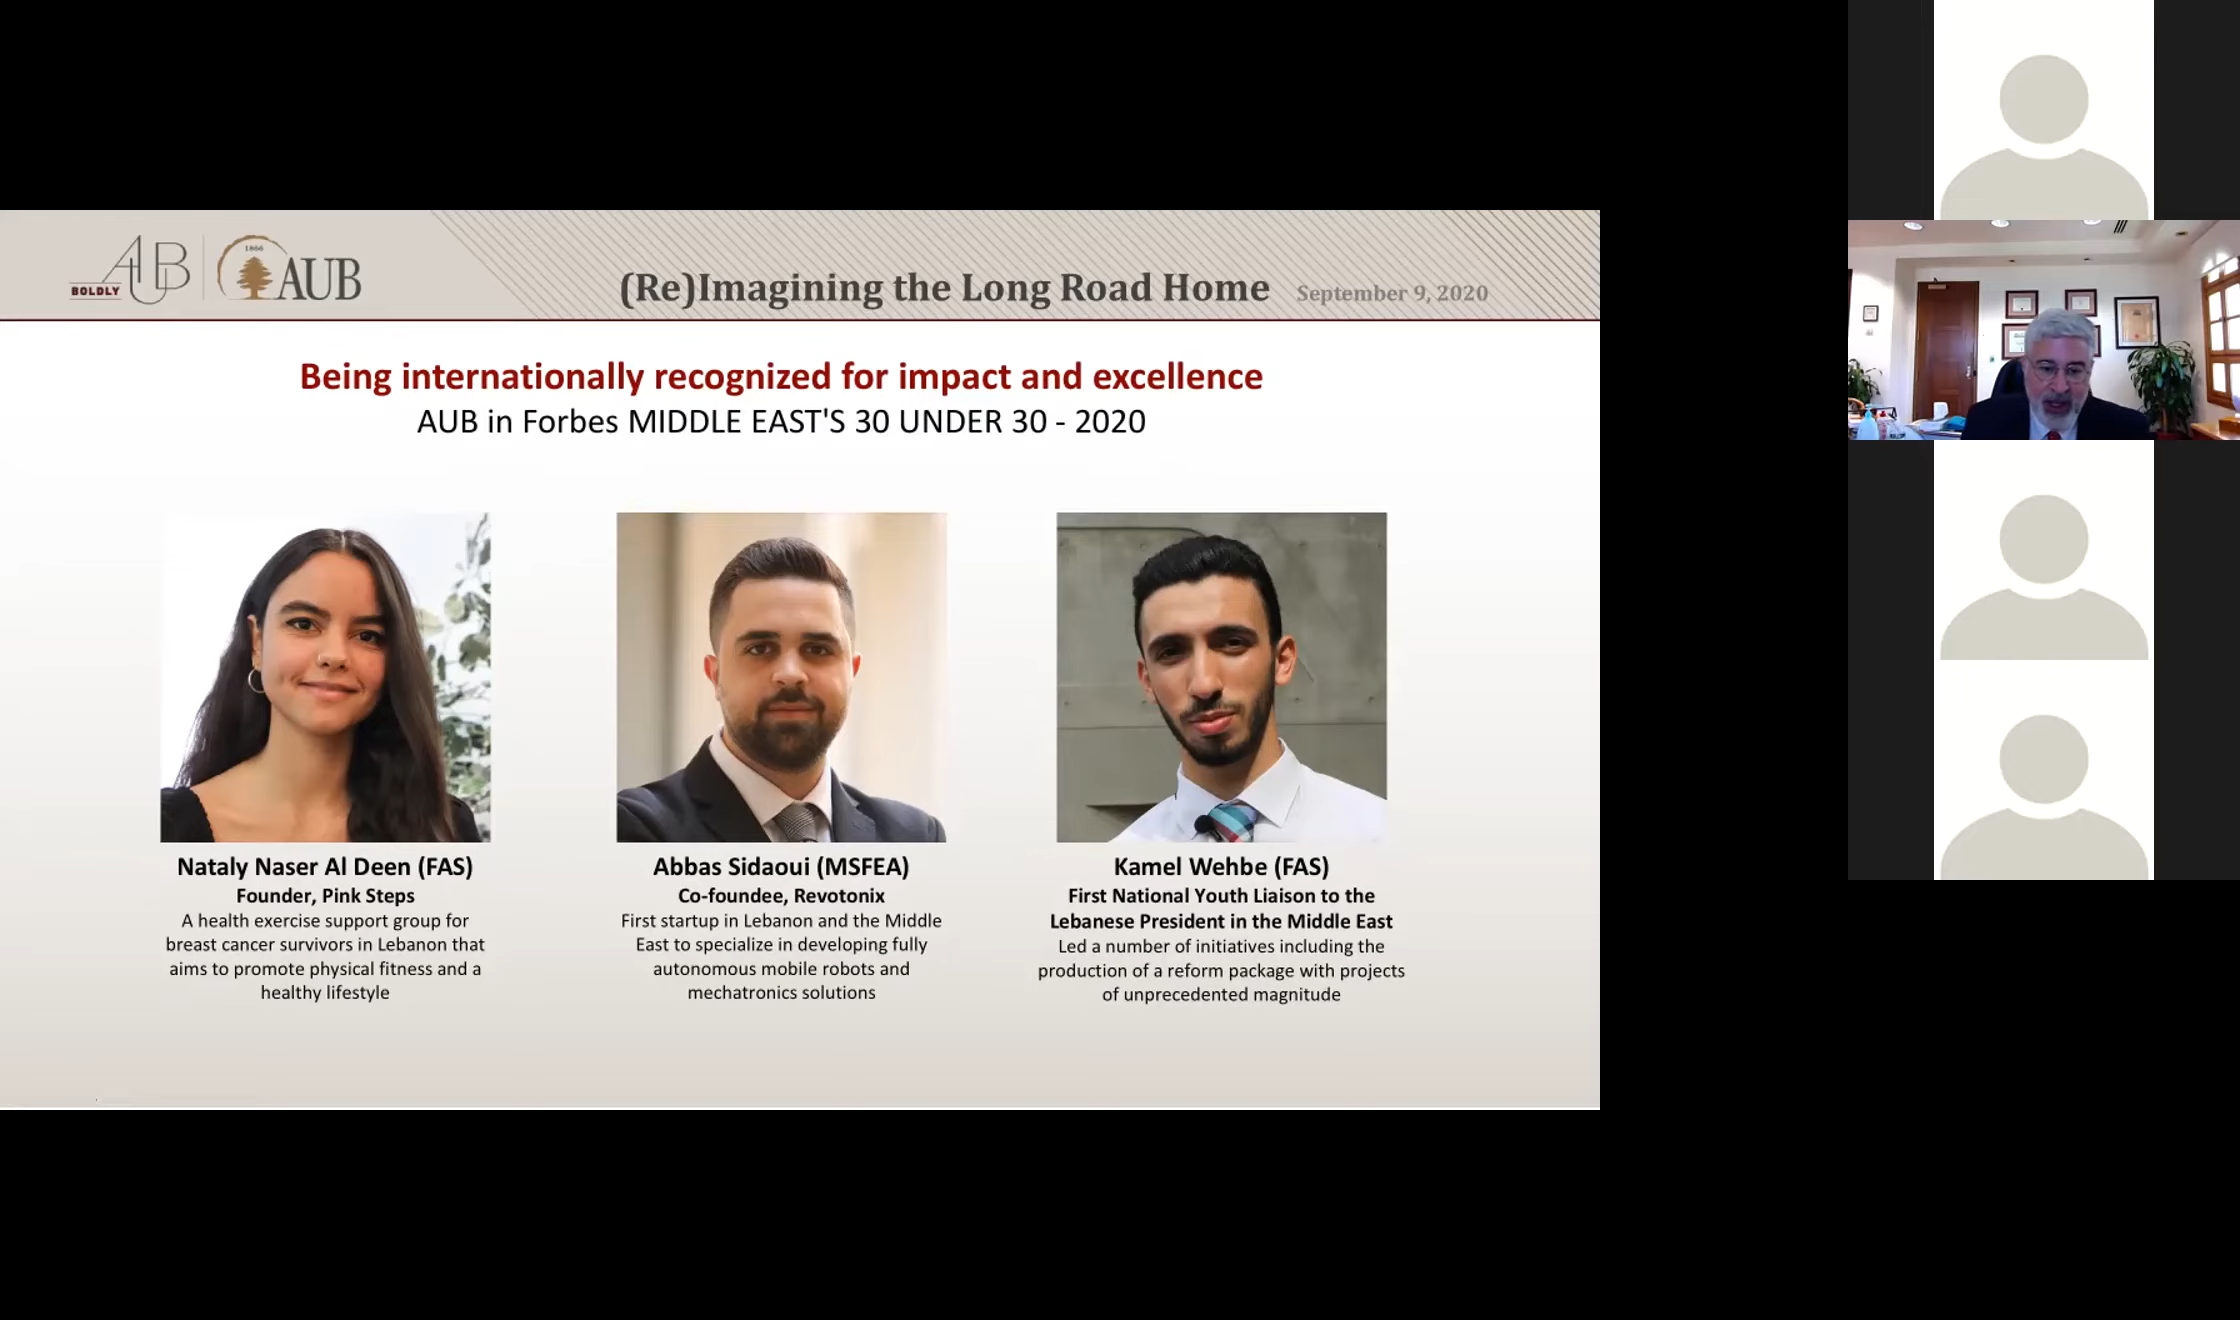 AUB
BOLDLY
1866
AUB
(Re)Imagining the Long Road Home September 9, 2020
Being internationally recognized for impact and excellence
AUB in Forbes MIDDLE EAST'S 30 UNDER 30 - 2020
Nataly Naser Al Deen (FAS)
Founder, Pink Steps
A health exercise support group for
breast cancer survivors in Lebanon that
aims to promote physical fitness and a
healthy lifestyle
Abbas Sidaoui (MSFEA)
Co-foundee, Revotonix
First startup in Lebanon and the Middle
East to specialize in developing fully
autonomous mobile robots and
mechatronics solutions
Kamel Wehbe (FAS)
First National Youth Liaison to the
Lebanese President in the Middle East
Led a number of initiatives including the
production of a reform package with projects
of unprecedented magnitude